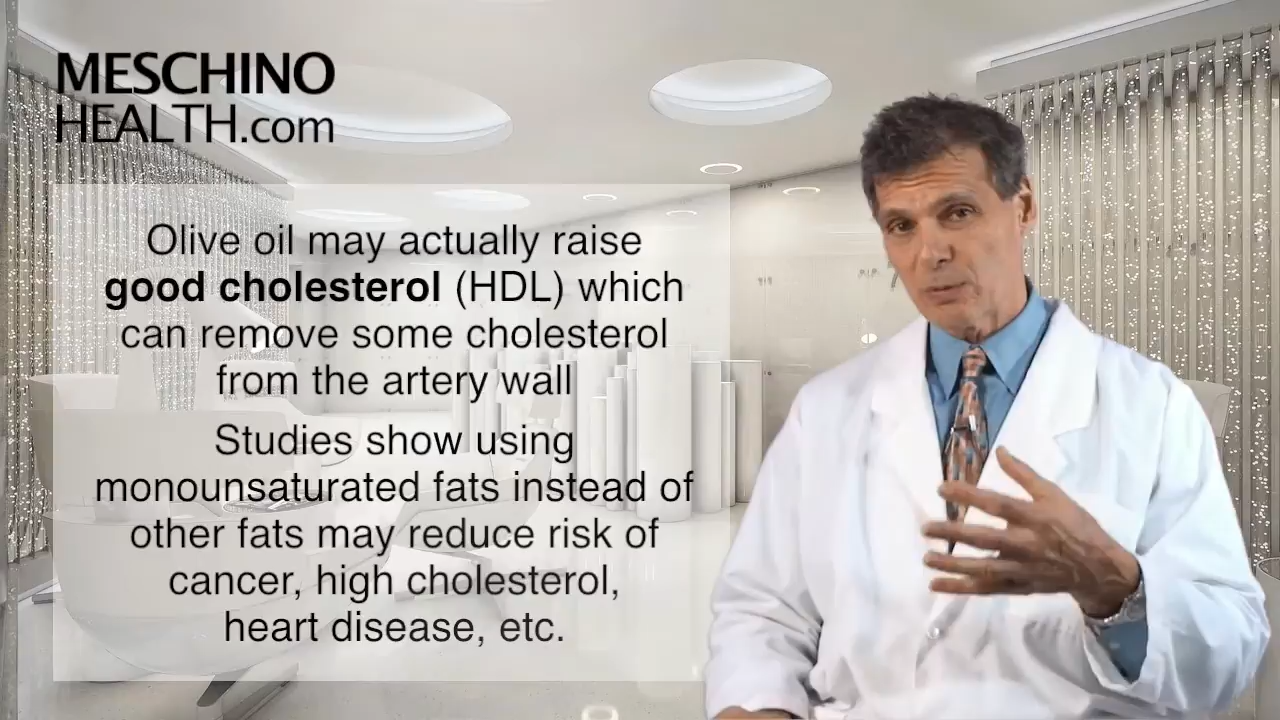 MESCHINO
HEALTH.com
Olive oil may actually raise
good cholesterol (HDL) which
can remove some cholesterol
from the artery wall
Studies show using
monounsaturated fats instead of
other fats may reduce risk of
cancer, high cholesterol,
heart disease, etc.